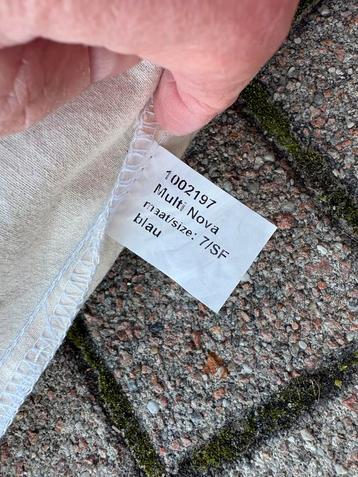 1002197
Multi Nova
maat/size: 7/SF
blau